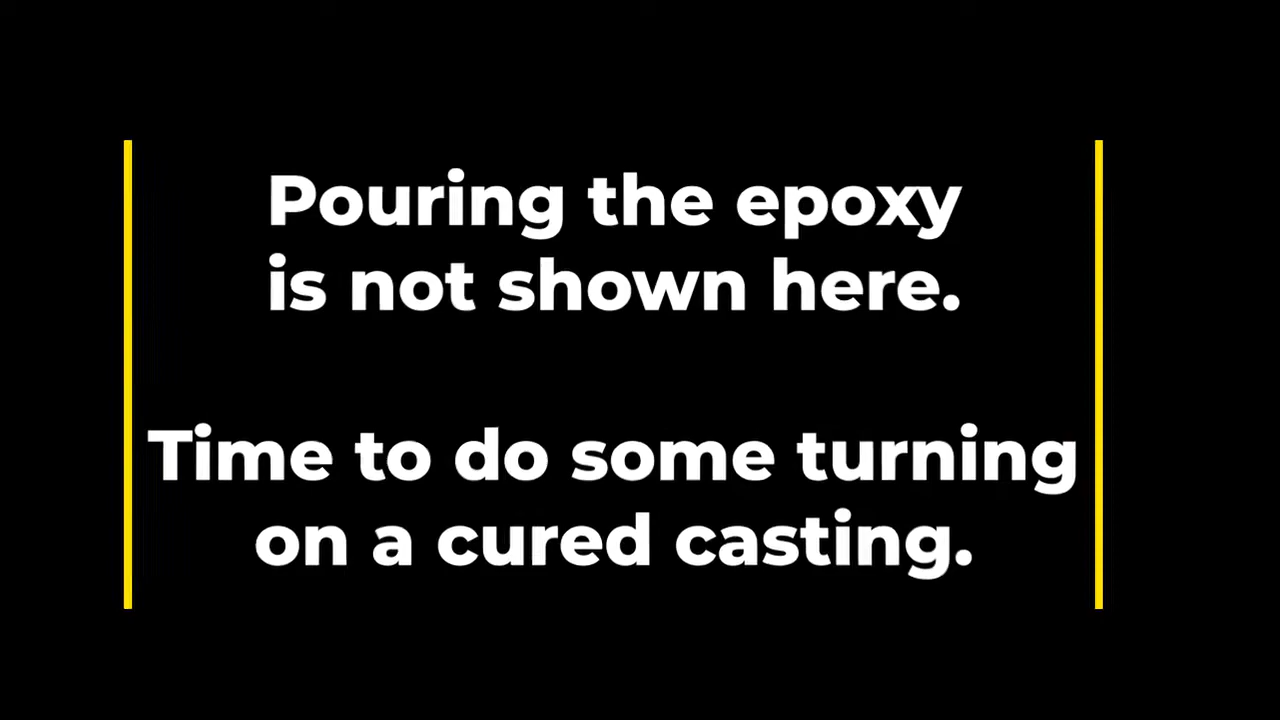 Pouring the epoxy
is not shown here.
Time to do some turning
on a cured casting.